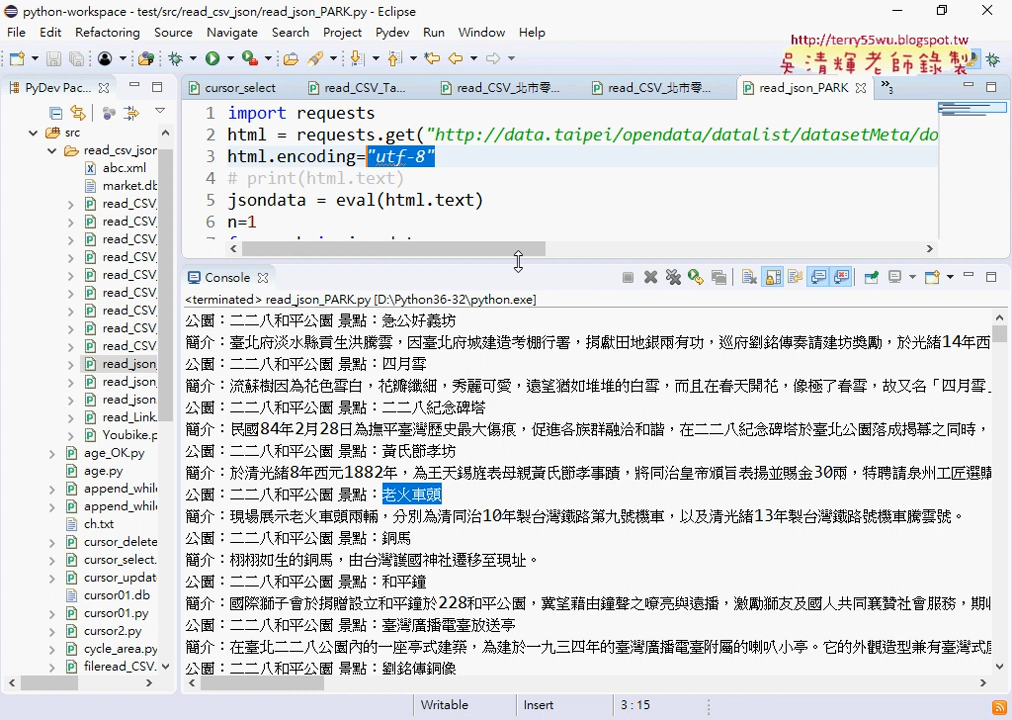 python-workspace - test/src/read_csv_json/read_json_PARK.py - Eclipse
File Edit Refactoring Source Navigate Search Project Pydev Run Window Help
http://terry55wu.blogspot.tw
吳清輝老師錄製
PyDev Pac...
cursor_select
read_CSV_Ta...
read_CSV_北市零...
read_CSV_北市零...
read_json_PARK
»3
src
read_csv_json
abc.xml
market.db
read_CSV_
read_CSV_
read_CSV_
read_CSV_
read_CSV_
read_CSV_
read_CSV_
read_CSV_
read_CSV_
read_json_
read_json_
read_json.
read_Link.
Youbike.p
age_OK.py
age.py
append_while
append_while
ch.txt
cursor_delete
cursor_select.
cursor_updat
cursor01.db
cursor01.py
cursor2.py
cycle_area.py
fileread_CSV.
1 import requests
2 html = requests.get("http://data.taipei/opendata/datalist/datasetMeta/do
3 html.encoding="utf-8"
4 # print(html.text)
5 jsondata = eval(html.text)
6 n=1
Console
<terminated> read_json_PARK.py [D:\Python36-32\python.exe]
公園：二二八和平公園 景點：急公好義坊
簡介：臺北府淡水縣貢生洪騰雲，因臺北府城建造考棚行署，捐獻田地銀兩有功，巡府劉銘傳奏請建坊獎勵，於光緒14年西
公園：二二八和平公園 景點：四月雪
簡介：流蘇樹因為花色雪白，花瓣纖細，秀麗可愛，遠望猶如堆堆的白雪，而且在春天開花，像極了春雪，故又名「四月雪」
公園：二二八和平公園 景點：二二八紀念碑塔
簡介：民國84年2月28日為撫平臺灣歷史最大傷痕，促進各族群融洽和諧，在二二八紀念碑塔於臺北公園落成揭幕之同時，
公園：二二八和平公園 景點：黃氏節孝坊
簡介：於清光緒8年西元1882年，為王天錫旌表母親黃氏節孝事蹟，將同治皇帝頒旨表揚並賜金30兩，特聘請泉州工匠選購
公園：二二八和平公園 景點：老火車頭
簡介：現場展示老火車頭兩輛，分別為清同治10年製台灣鐵路第九號機車，以及清光緒13年製台灣鐵路號機車騰雲號。
公園：二二八和平公園 景點：銅馬
簡介：栩栩如生的銅馬，由台灣護國神社遷移至現址。
公園：二二八和平公園 景點：和平鐘
簡介：國際獅子會於捐贈設立和平鐘於228和平公園，冀望藉由鐘聲之嘹亮與遠播，激勵獅友及國人共同襄贊社會服務，期
公園：二二八和平公園 景點：臺灣廣播電臺放送亭
簡介：在臺北二二八公園內的一座亭式建築，為建於一九三四年的臺灣廣播電臺附屬的喇叭小亭。它的外觀造型兼有臺灣式
公園：二二八和平公園 景點：劉銘傳銅像
Writable Insert 3 : 15